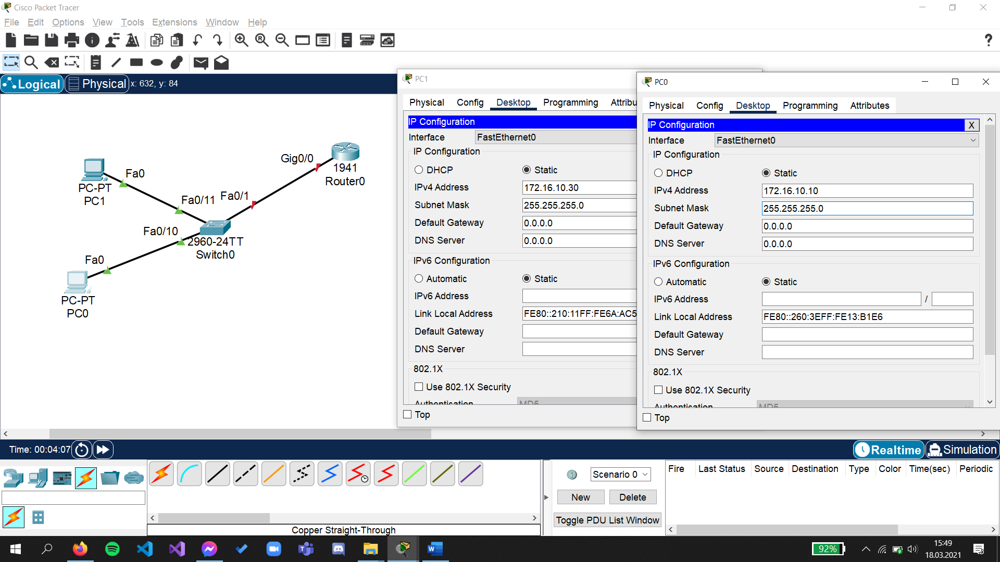 Cisco Packet Tracer
File Edit Options View Tools Extensions Window Help
Logical Physical x: 632, y: 84
Fa0
PC-PT
PC1
Fa0/11
Fa0/1
Gig0/0
1941
Router0
Fa0/10
2960-24TT
Switch0
Fa0
PC-PT
PC0
PC1
Physical Config Desktop Programming Attribu
IP Configuration
Interface FastEthernet0
IP Configuration
DHCP Static
IPv4 Address 172.16.10.30
Subnet Mask 255.255.255.0
Default Gateway 0.0.0.0
DNS Server 0.0.0.0
IPv6 Configuration
Automatic Static
IPv6 Address
Link Local Address FE80::210:11FF:FE6A:AC5
Default Gateway
DNS Server
802.1X
Use 802.1X Security
Authentication MD5
Top
PC0
Physical Config Desktop Programming Attributes
IP Configuration X
Interface FastEthernet0
IP Configuration
DHCP Static
IPv4 Address 172.16.10.10
Subnet Mask 255.255.255.0
Default Gateway 0.0.0.0
DNS Server 0.0.0.0
IPv6 Configuration
Automatic Static
IPv6 Address /
Link Local Address FE80::260:3EFF:FE13:B1E6
Default Gateway
DNS Server
802.1X
Use 802.1X Security
Authentication MD5
Top
Time: 00:04:07
Realtime Simulation
Scenario 0
New Delete
Toggle PDU List Window
Fire Last Status Source Destination Type Color Time(sec) Periodic
Copper Straight-Through
92%
15:49
18.03.2021